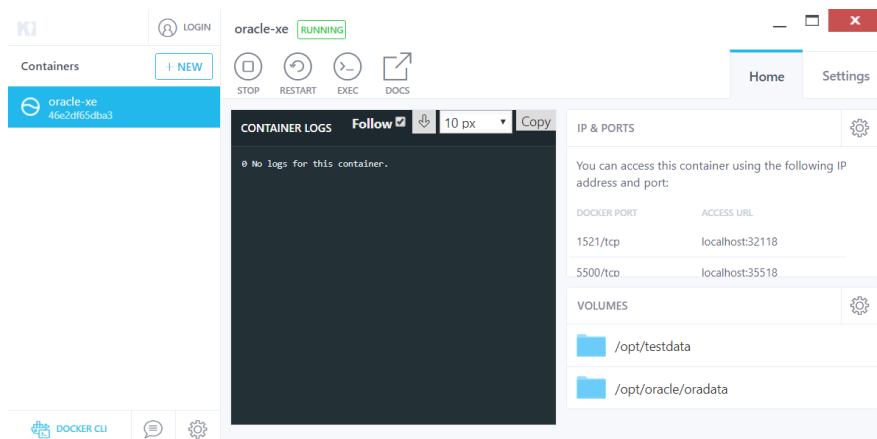 LOGIN
oracle-xe RUNNING
Containers
+ NEW
STOP RESTART EXEC DOCS
Home Settings
oracle-xe
46e2df65dba3
CONTAINER LOGS Follow 10 px Copy
0 No logs for this container.
IP & PORTS
You can access this container using the following IP
address and port:
DOCKER PORT ACCESS URL
1521/tcp localhost:32118
5500/tcp localhost:35518
VOLUMES
/opt/testdata
/opt/oracle/oradata
DOCKER CLI